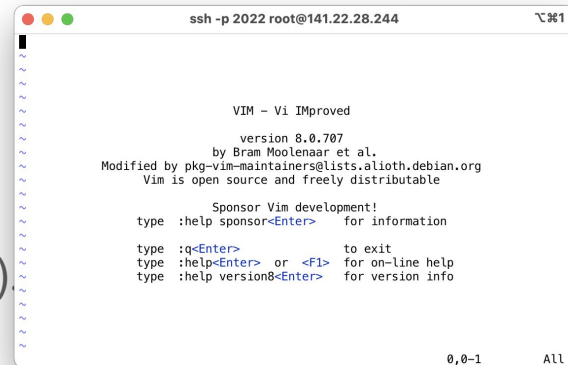 ssh -p 2022 root@141.22.28.244 ⌥⌘1
~
~
~
~
~
VIM – Vi IMproved
~
~
version 8.0.707
~
by Bram Moolenaar et al.
~
Modified by pkg-vim-maintainers@lists.alioth.debian.org
~
Vim is open source and freely distributable
~
~
Sponsor Vim development!
~
type :help sponsor<Enter> for information
~
~
type :q<Enter> to exit
~
type :help<Enter> or <F1> for on-line help
~
type :help version8<Enter> for version info
).
~
~
~
~
~
0,0-1 All